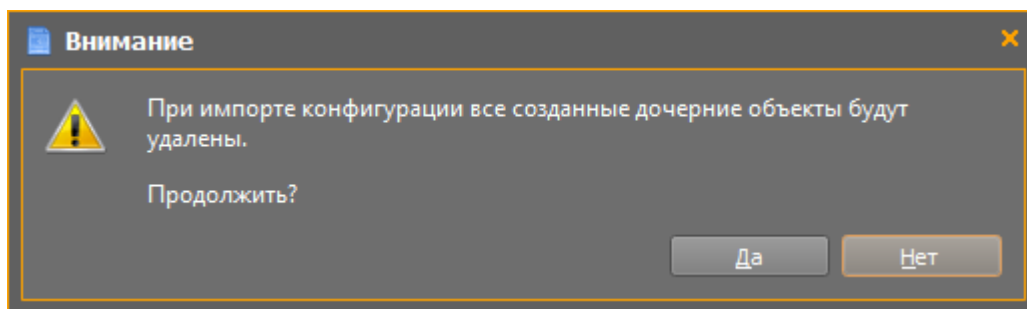 Внимание
При импорте конфигурации все созданные дочерние объекты будут
удалены.
Продолжить?
Да
Нет